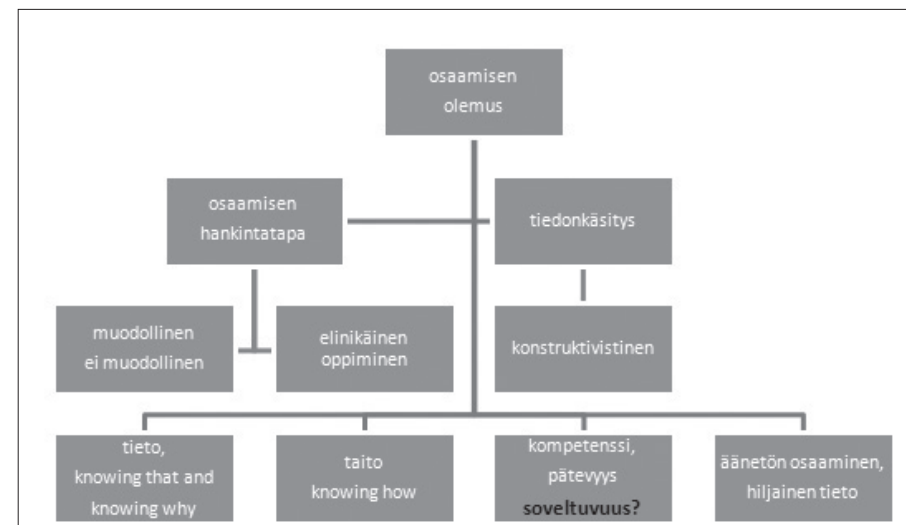 osaamisen
olemus
osaamisen
hankintatapa
tiedonkäsitys
muodollinen
ei muodollinen
elinikäinen
oppiminen
konstruktivistinen
tieto,
knowing that and
knowing why
taito
knowing how
kompetenssi,
pätevyys
soveltuvuus?
äänetön osaaminen,
hiljainen tieto